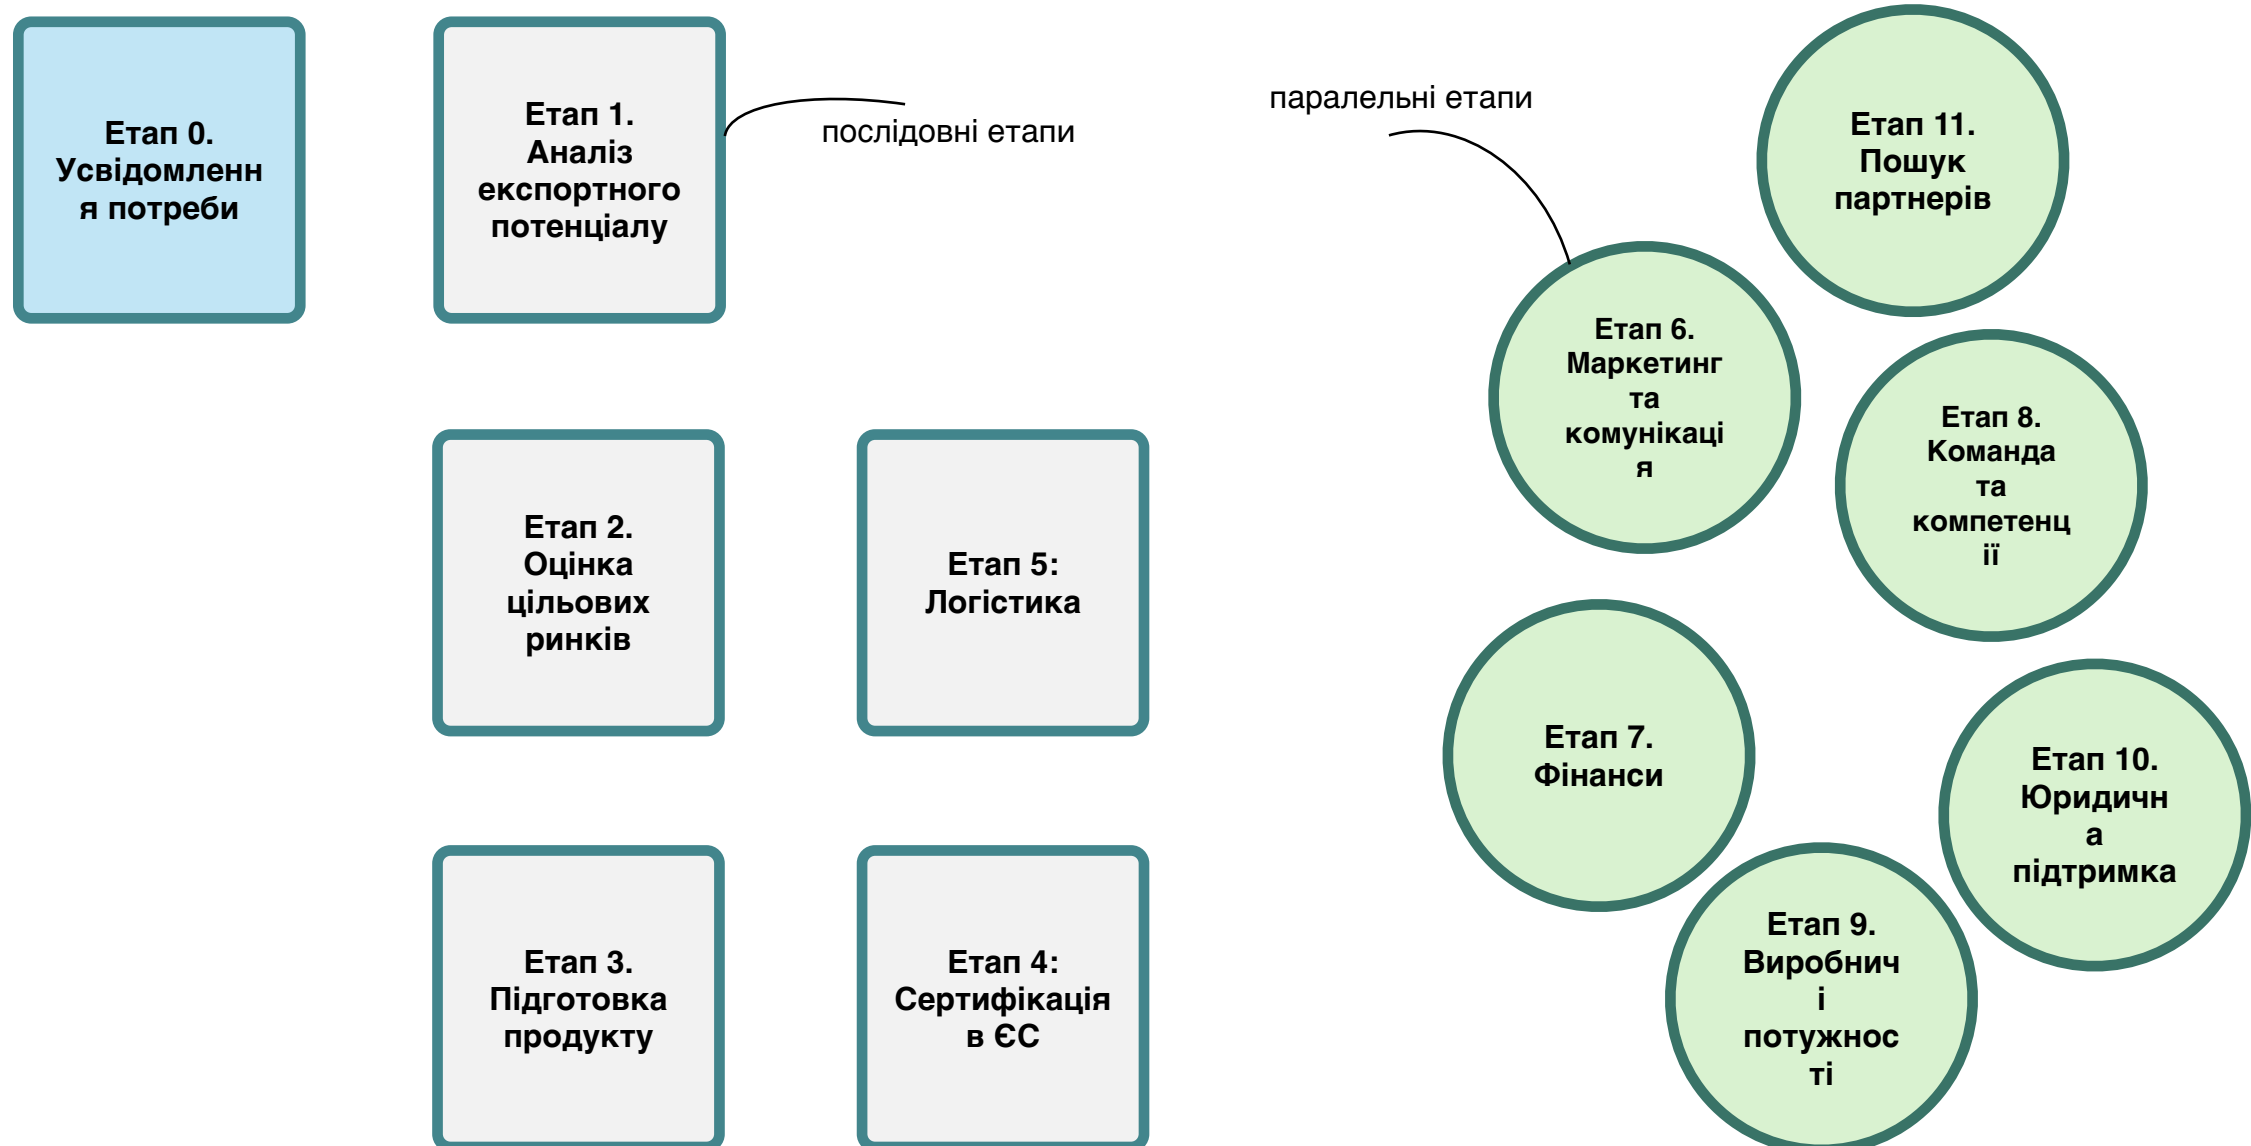 Етап 0.
Усвідомленн
я потреби
Етап 1.
Аналіз
експортного
потенціалу
послідовні етапи
паралельні етапи
Етап 11.
Пошук
партнерів
Етап 6.
Маркетинг
та
комунікаці
я
Етап 8.
Команда
та
компетенц
ії
Етап 2.
Оцінка
цільових
ринків
Етап 5:
Логістика
Етап 7.
Фінанси
Етап 10.
Юридичн
а
підтримка
Етап 3.
Підготовка
продукту
Етап 4:
Сертифікація
в ЄС
Етап 9.
Виробнич
і
потужнос
ті